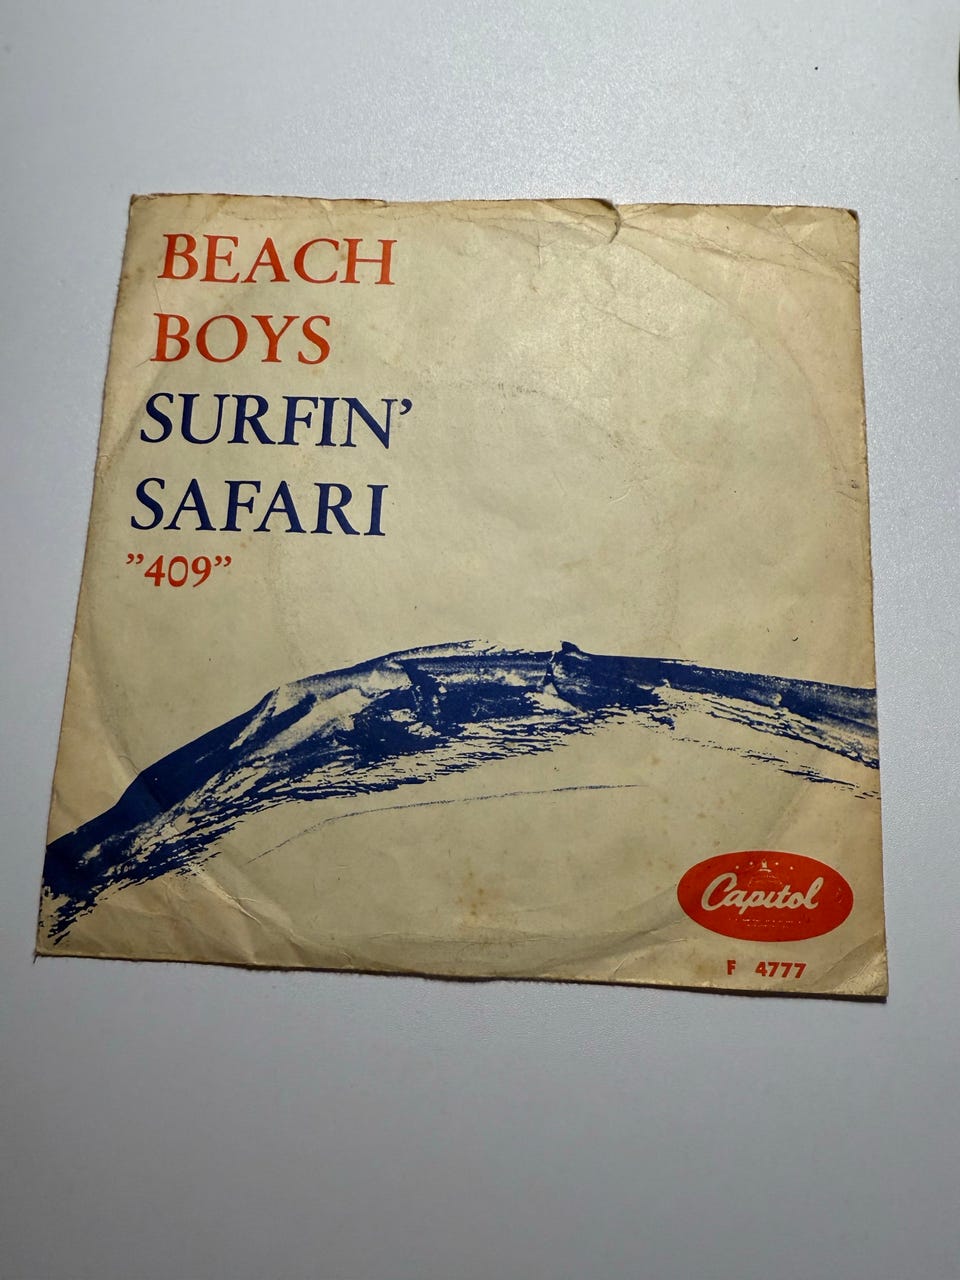 BEACH
BOYS
SURFIN’
SAFARI
”409”
Capitol
F 4777